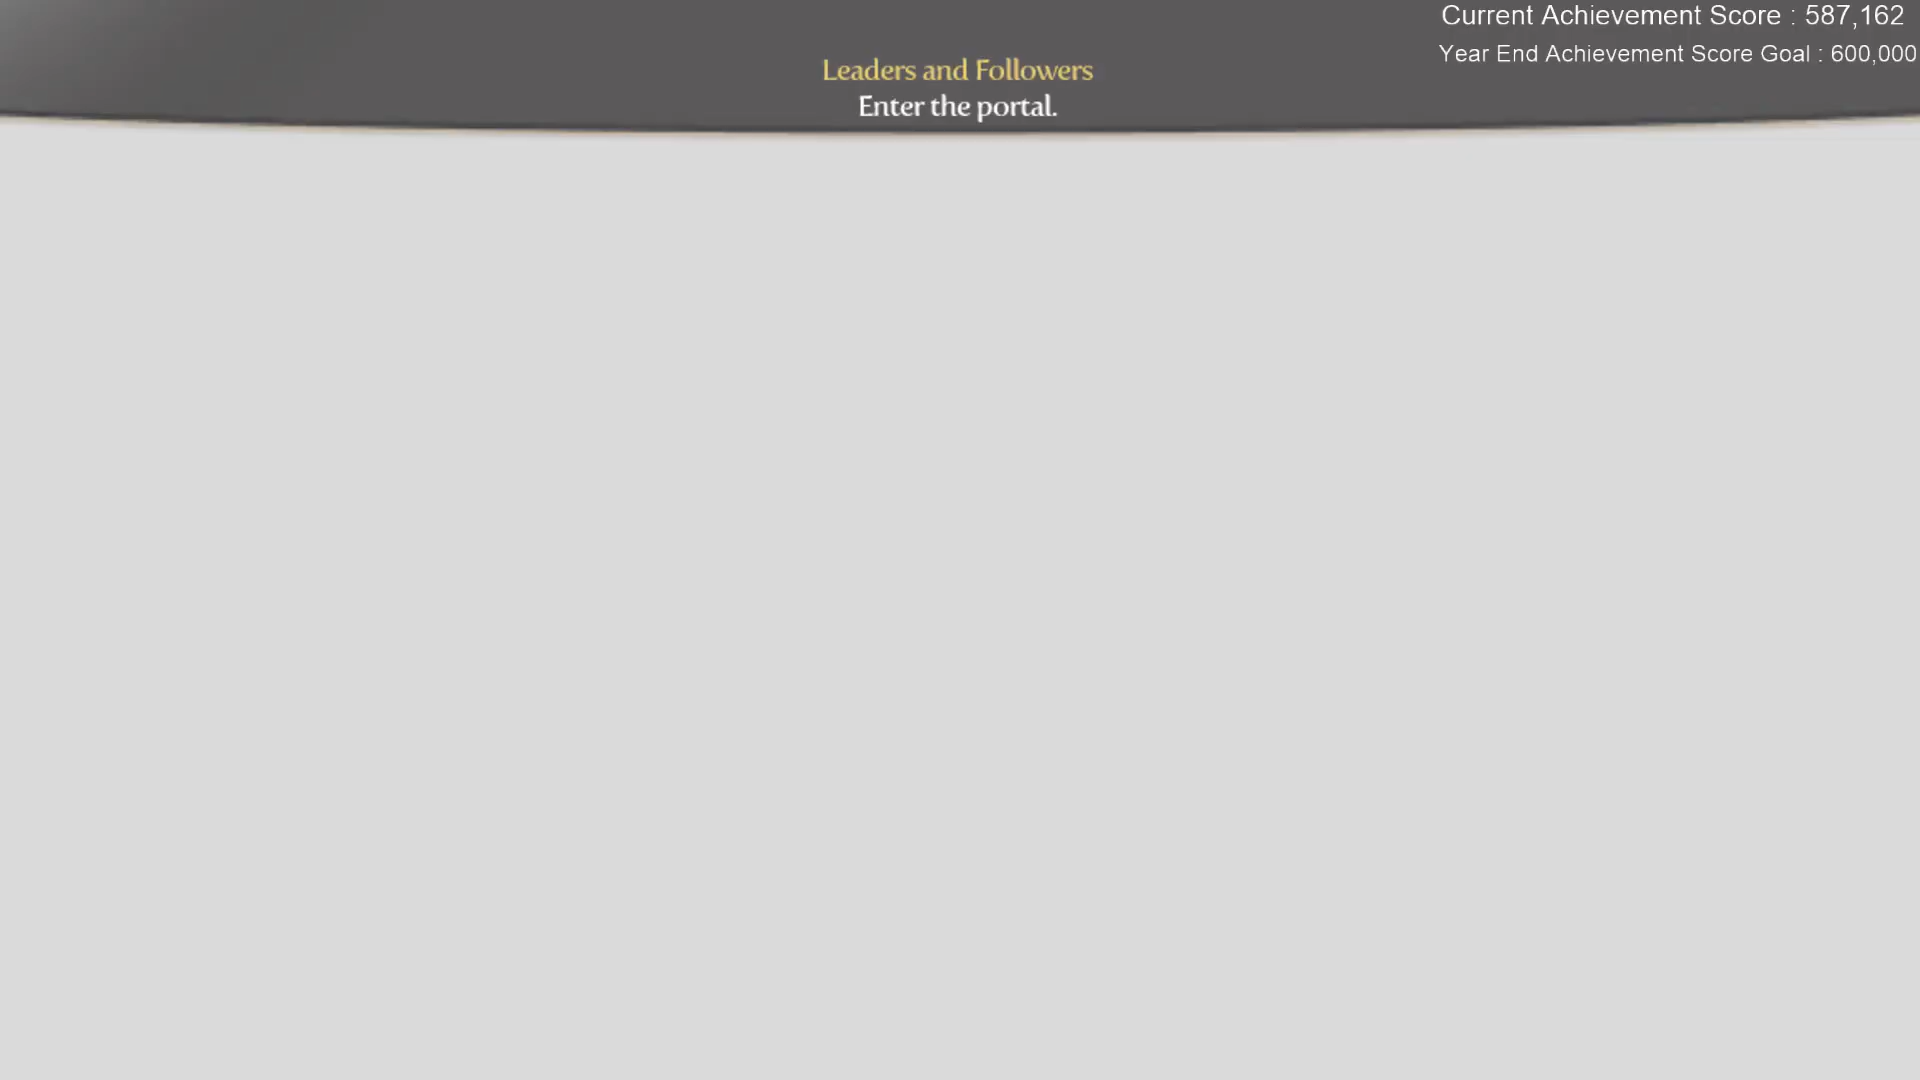 Current Achievement Score : 587,162
Year End Achievement Score Goal : 600,000
Leaders and Followers
Enter the portal.